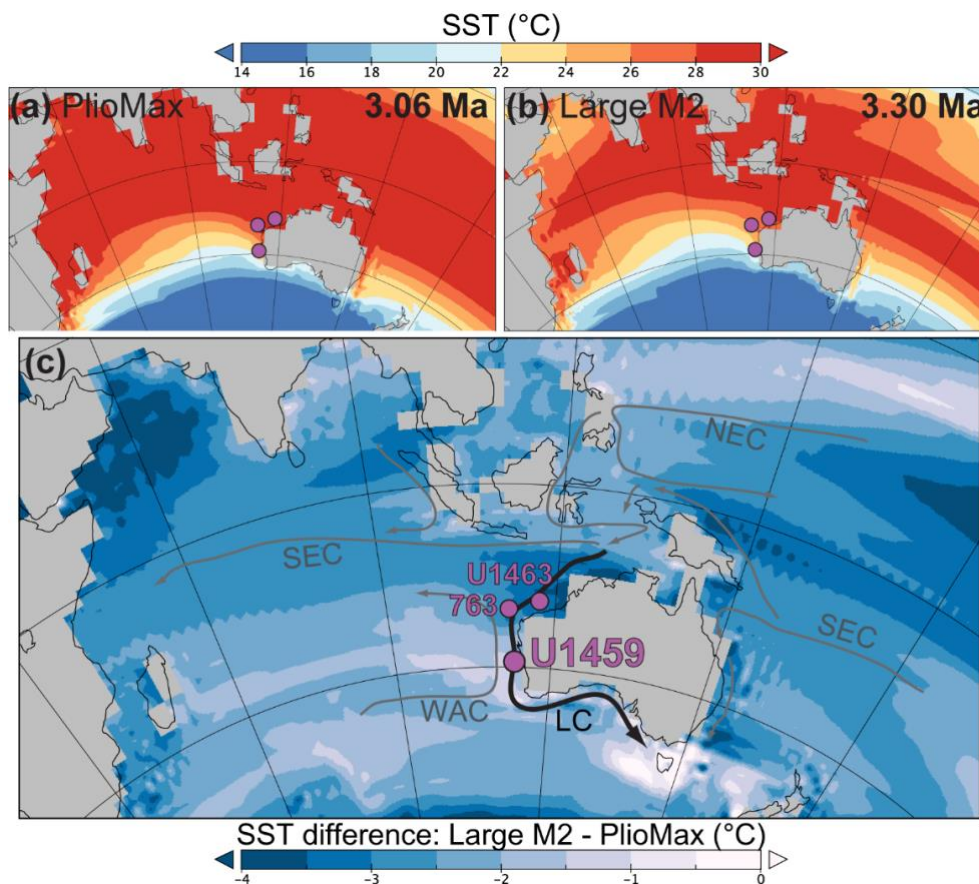 SST (°C)
14 16 18 20 22 24 26 28 30
(a) PlioMax 3.06 Ma
(b) Large M2 3.30 Ma
(c)
NEC
SEC
U1463
763
SEC
U1459
WAC
LC
SST difference: Large M2 - PlioMax (°C)
-4 -3 -2 -1 0